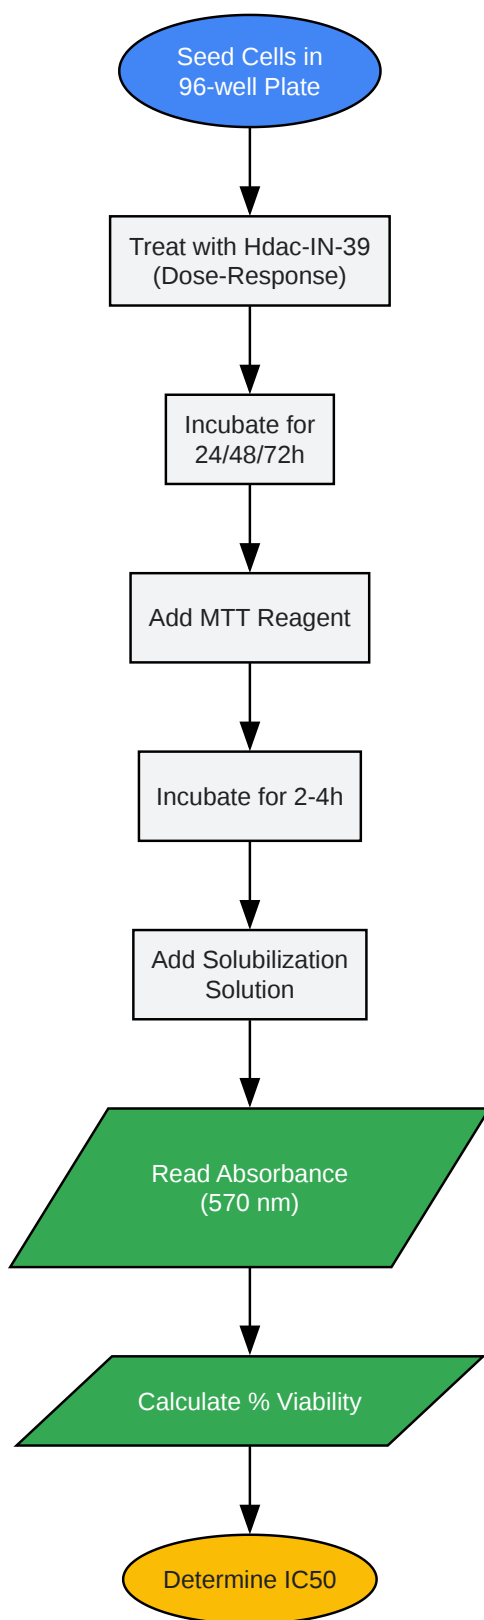 Seed Cells in
96-well Plate
Treat with Hdac-IN-39
(Dose-Response)
Incubate for
24/48/72h
Add MTT Reagent
Incubate for 2-4h
Add Solubilization
Solution
Read Absorbance
(570 nm)
Calculate % Viability
Determine IC50